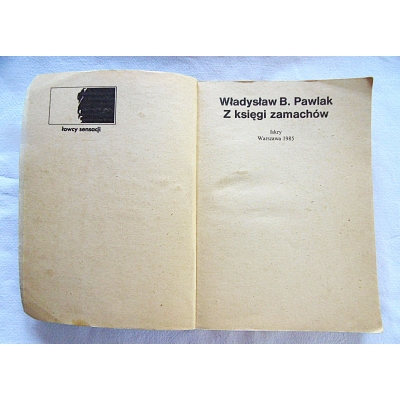 łowcy sensacji
Władysław B. Pawlak
Z księgi zamachów
Iskry
Warszawa 1985